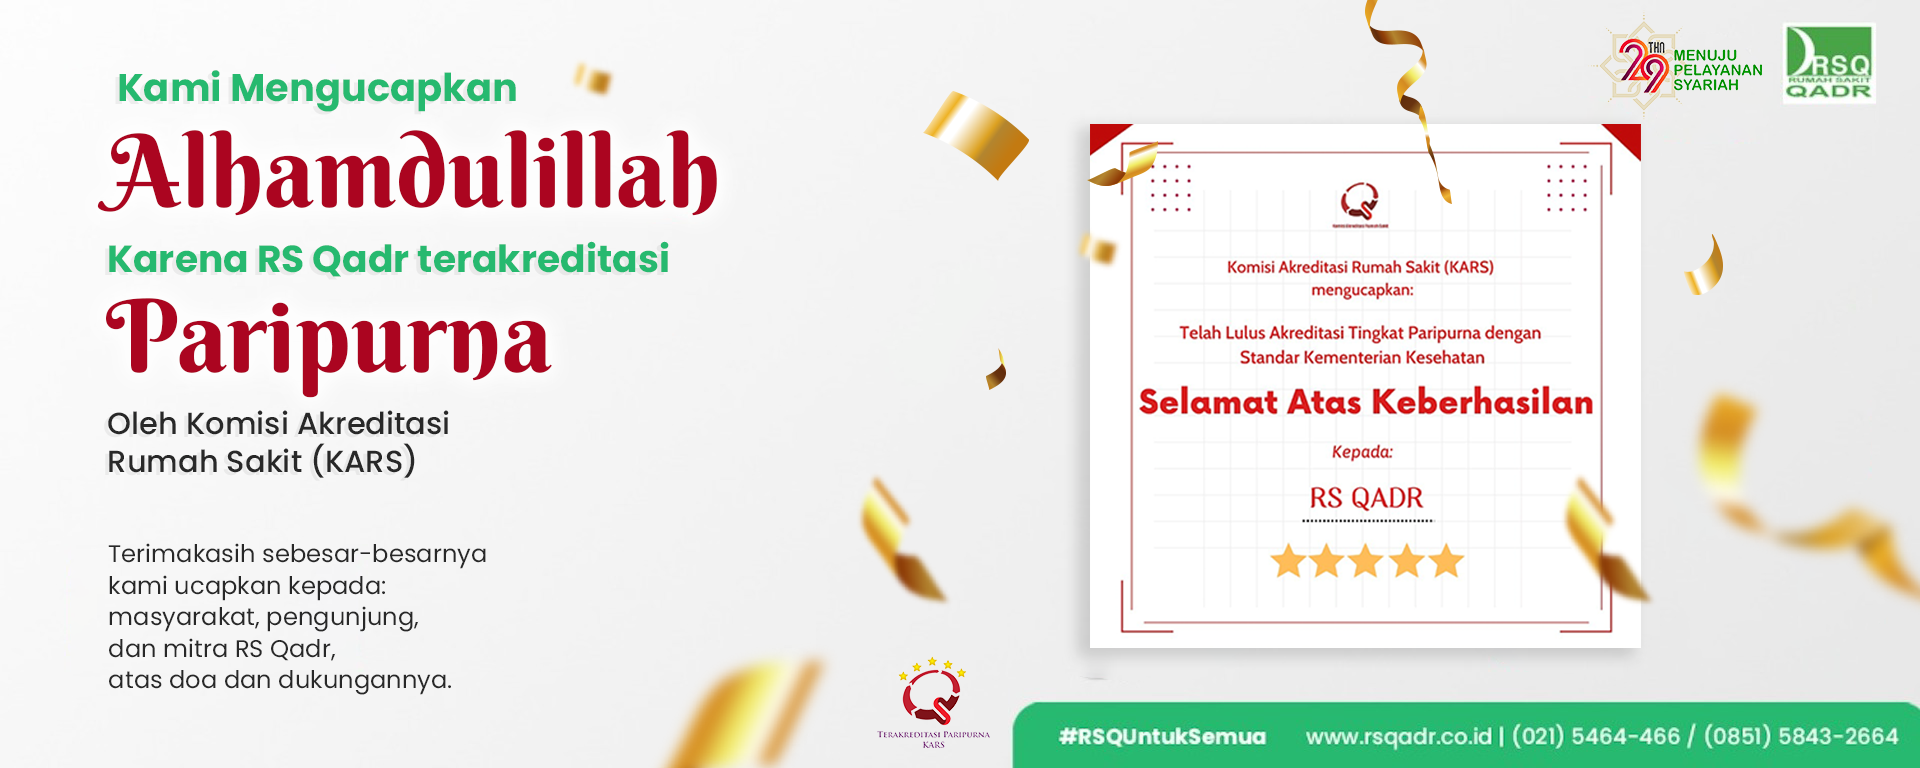 Kami Mengucapkan
Alhamdulillah
Karena RS Qadr terakreditasi
Paripurna
Oleh Komisi Akreditasi
Rumah Sakit (KARS)
Terimakasih sebesar-besarnya
kami ucapkan kepada:
masyarakat, pengunjung,
dan mitra RS Qadr,
atas doa dan dukungannya.
TERAKREDITASI PARIPURNA
KARS
29 THN
MENUJU
PELAYANAN
SYARIAH
RSQ
RUMAH SAKIT
QADR
Komisi Akreditasi Rumah Sakit (KARS)
mengucapkan:
Telah Lulus Akreditasi Tingkat Paripurna dengan
Standar Kementerian Kesehatan
Selamat Atas Keberhasilan
Kepada:
RS QADR
#RSQUntukSemua www.rsqadr.co.id | (021) 5464-466 / (0851) 5843-2664